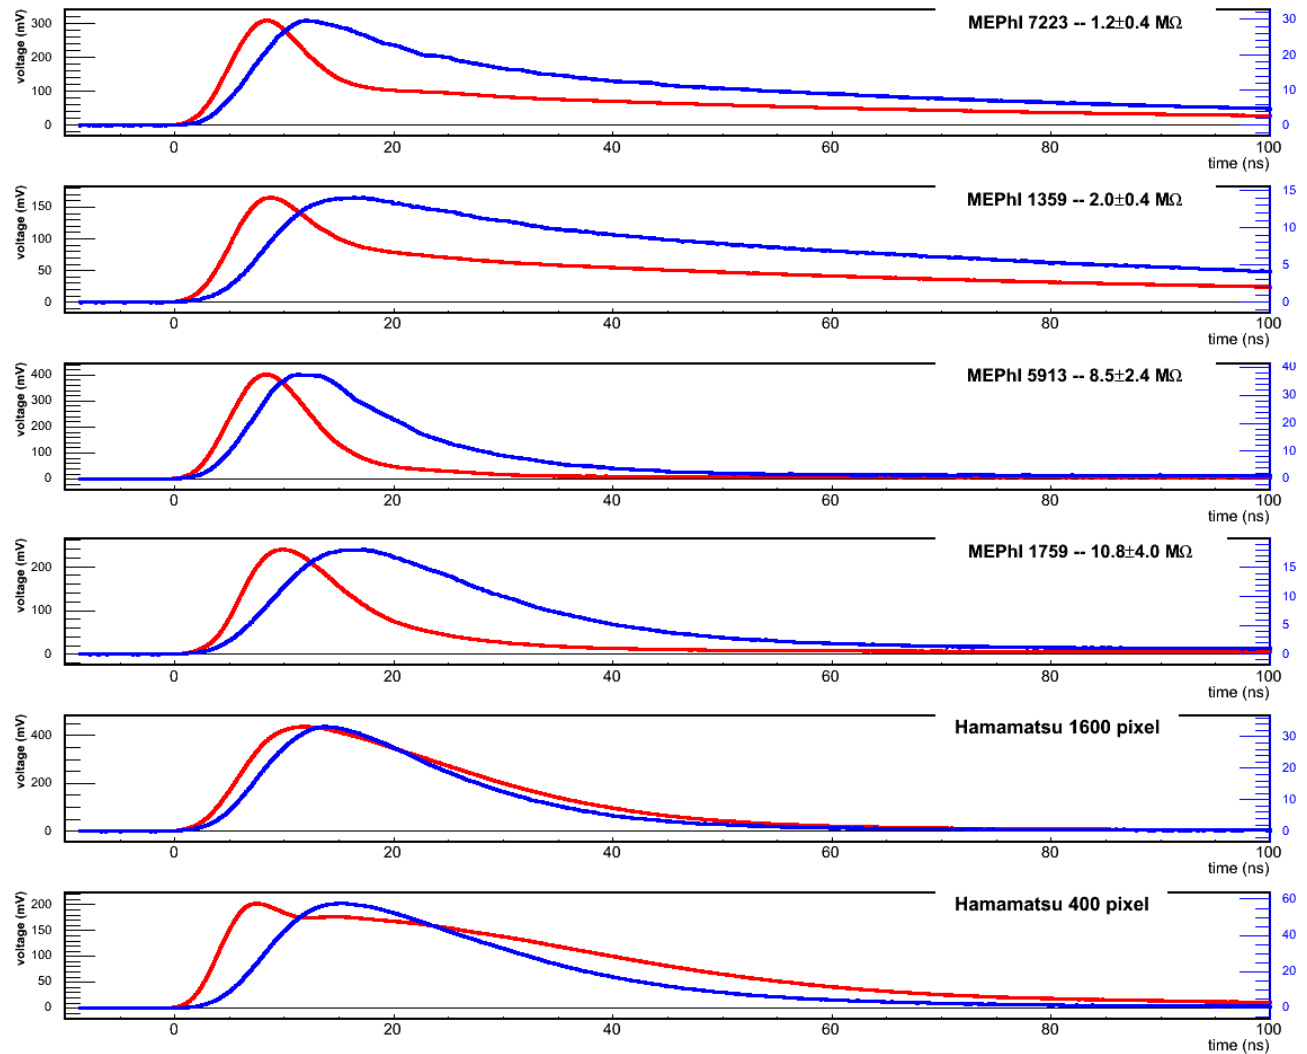 MEPhI 7223 -- 1.2±0.4 MΩ
voltage (mV)
300
200
100
0
30
20
10
0
0 20 40 60 80 100
time (ns)
MEPhI 1359 -- 2.0±0.4 MΩ
voltage (mV)
150
100
50
0
15
10
5
0
0 20 40 60 80 100
time (ns)
MEPhI 5913 -- 8.5±2.4 MΩ
voltage (mV)
400
300
200
100
0
40
30
20
10
0
0 20 40 60 80 100
time (ns)
MEPhI 1759 -- 10.8±4.0 MΩ
voltage (mV)
200
100
0
15
10
5
0
0 20 40 60 80 100
time (ns)
Hamamatsu 1600 pixel
voltage (mV)
400
200
0
30
20
10
0
0 20 40 60 80 100
time (ns)
Hamamatsu 400 pixel
voltage (mV)
200
150
100
50
0
60
40
20
0
0 20 40 60 80 100
time (ns)